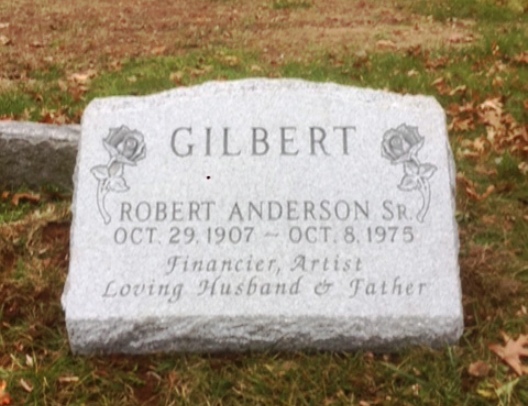 GILBERT
ROBERT ANDERSON SR.
OCT. 29, 1907 ~ OCT. 8, 1975
Financier, Artist
Loving Husband & Father